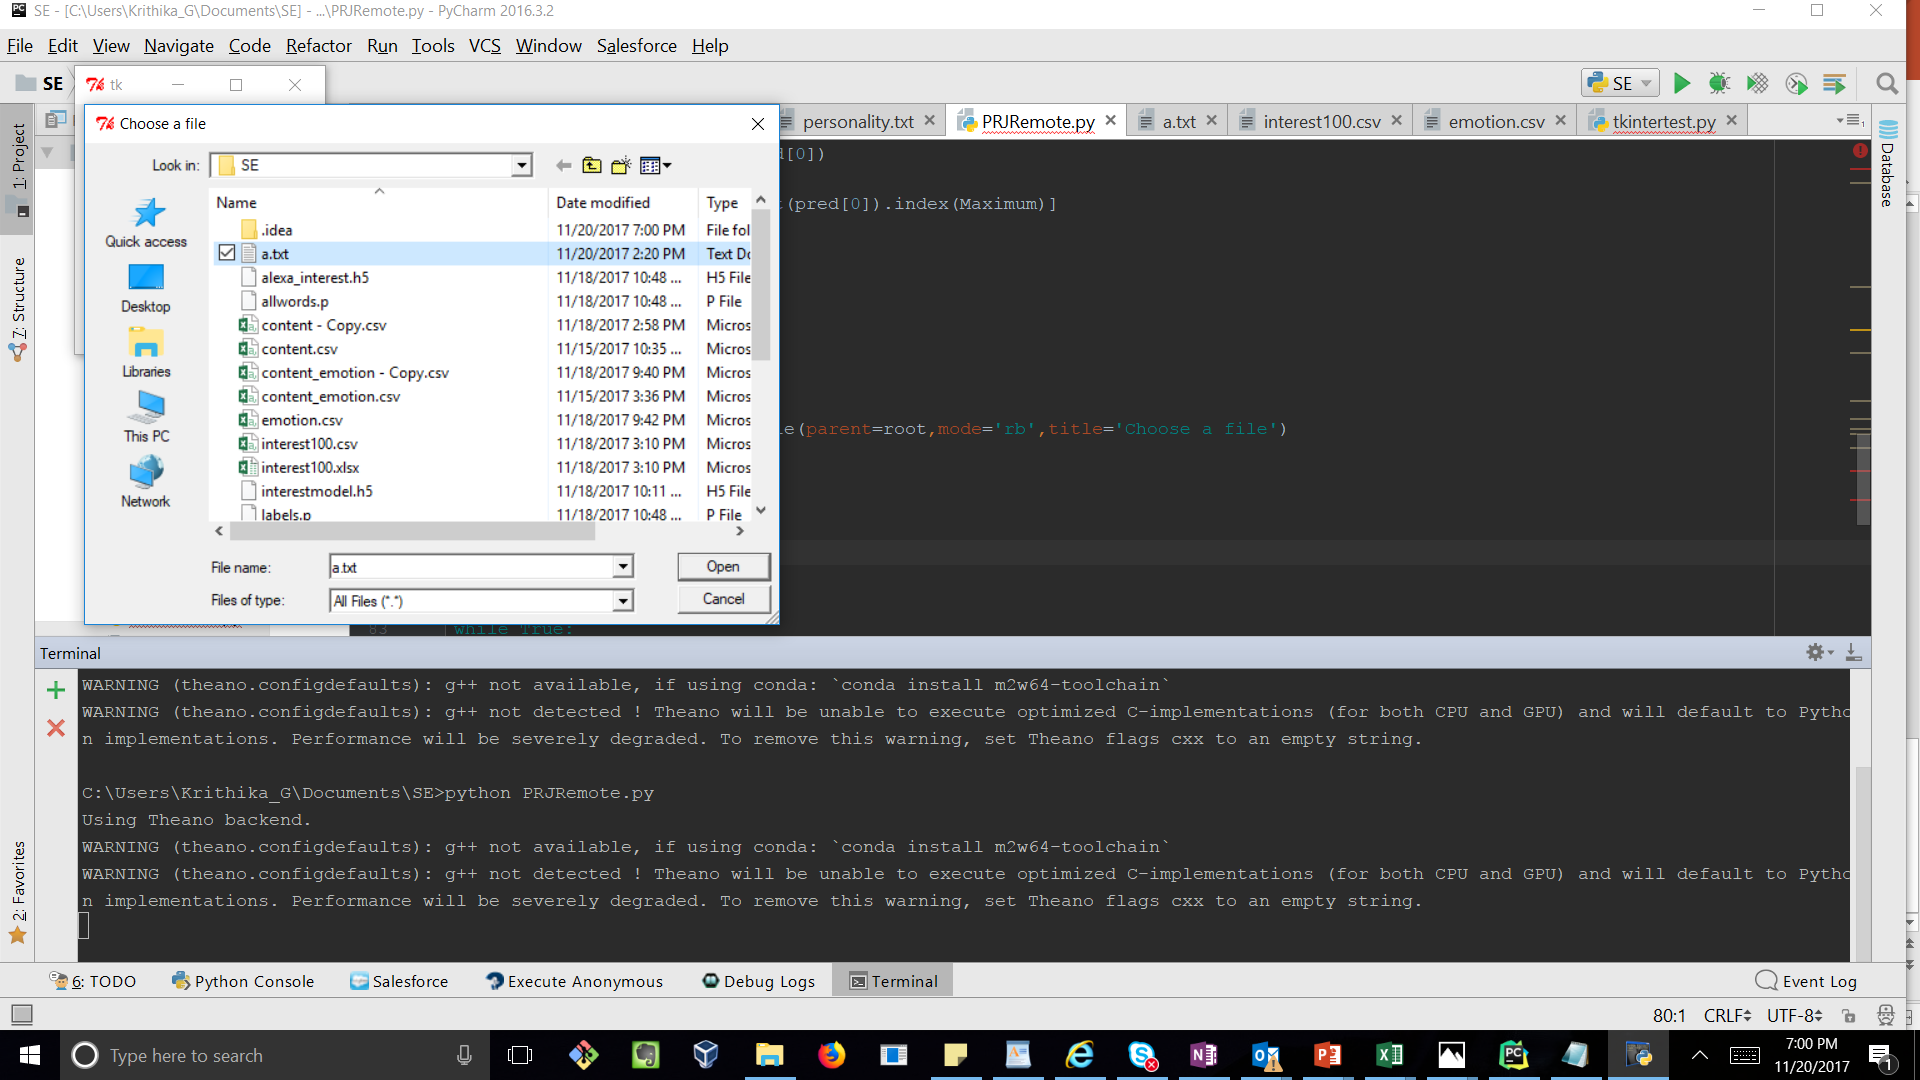 SE - [C:\Users\Krithika_G\Documents\SE] - ...\PRJRemote.py - PyCharm 2016.3.2
File Edit View Navigate Code Refactor Run Tools VCS Window Salesforce Help
SE
tk
SE
Choose a file
personality.txt PRJRemote.py a.txt interest100.csv emotion.csv tkintertest.py
1: Project
7: Structure
2: Favorites
Database
Look in: SE
Quick access
Desktop
Libraries
This PC
Network
Name Date modified Type
.idea 11/20/2017 7:00 PM File fol
a.txt 11/20/2017 2:20 PM Text Do
alexa_interest.h5 11/18/2017 10:48 ... H5 File
allwords.p 11/18/2017 10:48 ... P File
content - Copy.csv 11/18/2017 2:58 PM Micros
content.csv 11/15/2017 10:35 ... Micros
content_emotion - Copy.csv 11/18/2017 9:40 PM Micros
content_emotion.csv 11/15/2017 3:36 PM Micros
emotion.csv 11/18/2017 9:42 PM Micros
interest100.csv 11/18/2017 3:10 PM Micros
interest100.xlsx 11/18/2017 3:10 PM Micros
interestmodel.h5 11/18/2017 10:11 ... H5 File
labels.p 11/18/2017 10:48 ... P File
File name: a.txt Open
Files of type: All Files (*.*) Cancel
[0])
(pred[0]).index(Maximum)]
e(parent=root,mode='rb',title='Choose a file')
83 while True:
Terminal
WARNING (theano.configdefaults): g++ not available, if using conda: `conda install m2w64-toolchain`
WARNING (theano.configdefaults): g++ not detected ! Theano will be unable to execute optimized C-implementations (for both CPU and GPU) and will default to Pytho
n implementations. Performance will be severely degraded. To remove this warning, set Theano flags cxx to an empty string.
C:\Users\Krithika_G\Documents\SE>python PRJRemote.py
Using Theano backend.
WARNING (theano.configdefaults): g++ not available, if using conda: `conda install m2w64-toolchain`
WARNING (theano.configdefaults): g++ not detected ! Theano will be unable to execute optimized C-implementations (for both CPU and GPU) and will default to Pytho
n implementations. Performance will be severely degraded. To remove this warning, set Theano flags cxx to an empty string.
6: TODO Python Console Salesforce Execute Anonymous Debug Logs Terminal Event Log
80:1 CRLF UTF-8
Type here to search
7:00 PM
11/20/2017
1